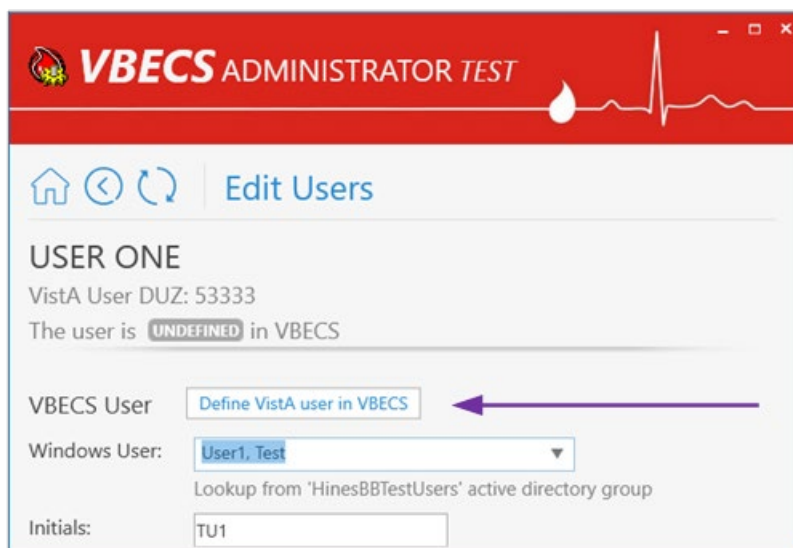 VBECS ADMINISTRATOR TEST
Edit Users
USER ONE
VistA User DUZ: 53333
The user is UNDEFINED in VBECS
VBECS User Define VistA user in VBECS
Windows User: User1, Test
Lookup from 'HinesBBTestUsers' active directory group
Initials: TU1